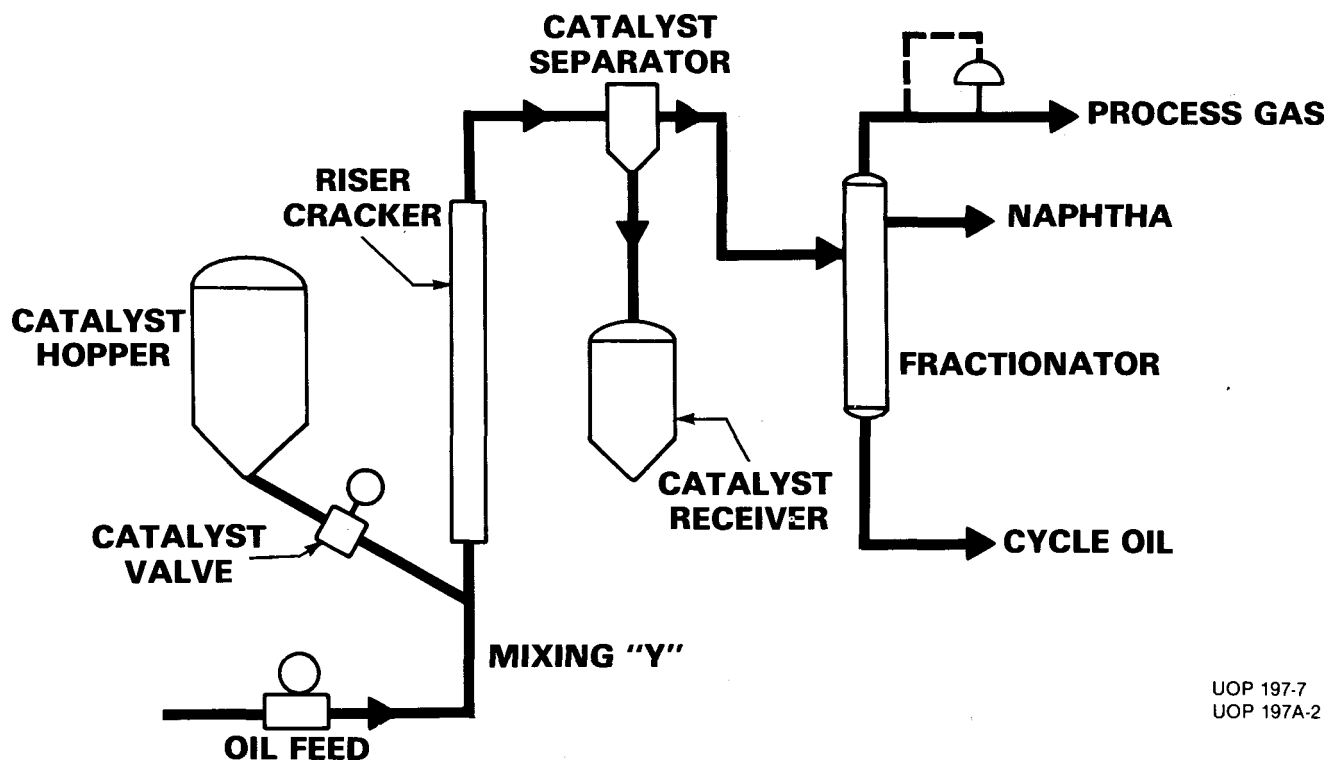 CATALYST
SEPARATOR
PROCESS GAS
RISER
CRACKER
NAPHTHA
CATALYST
HOPPER
FRACTIONATOR
CATALYST
RECEIVER
CATALYST
VALVE
CYCLE OIL
MIXING "Y"
OIL FEED
UOP 197-7
UOP 197A-2